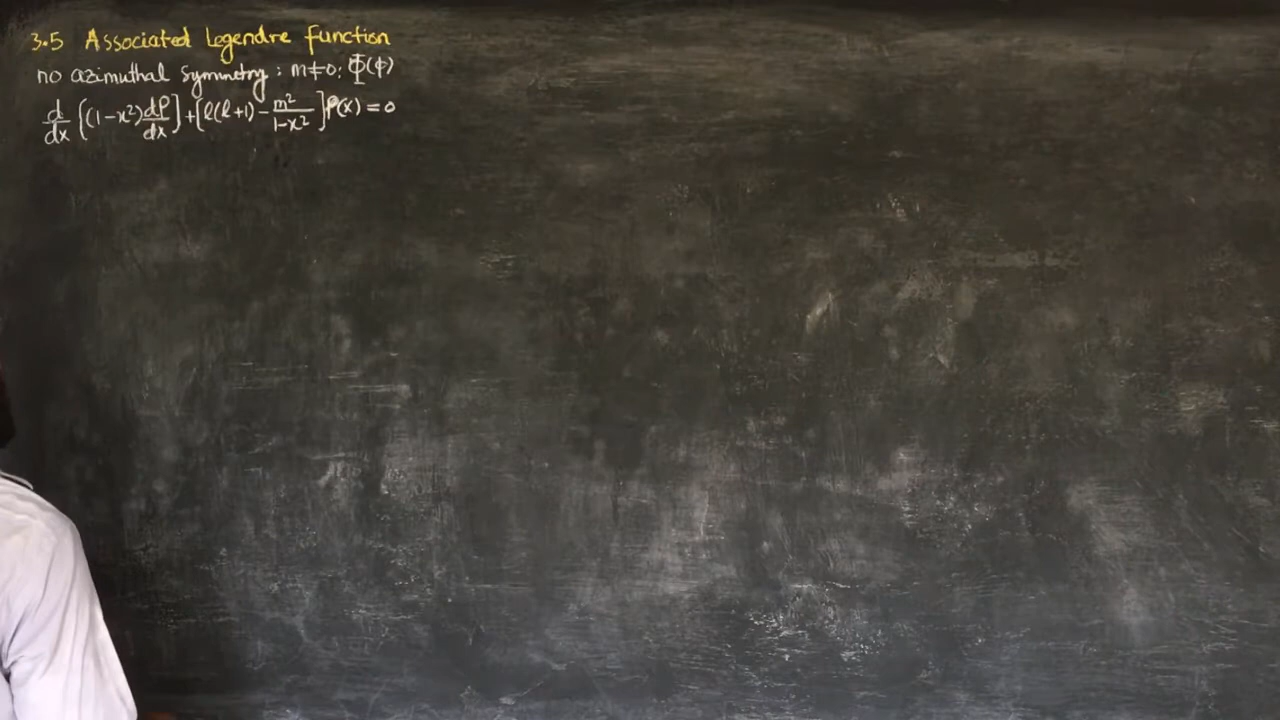 3.5 Associated Legendre function
no azimuthal symmetry : m≠0; Φ(φ)
d/dx [(1-x²) dP/dx] + [l(l+1) - m²/(1-x²)] P(x) = 0